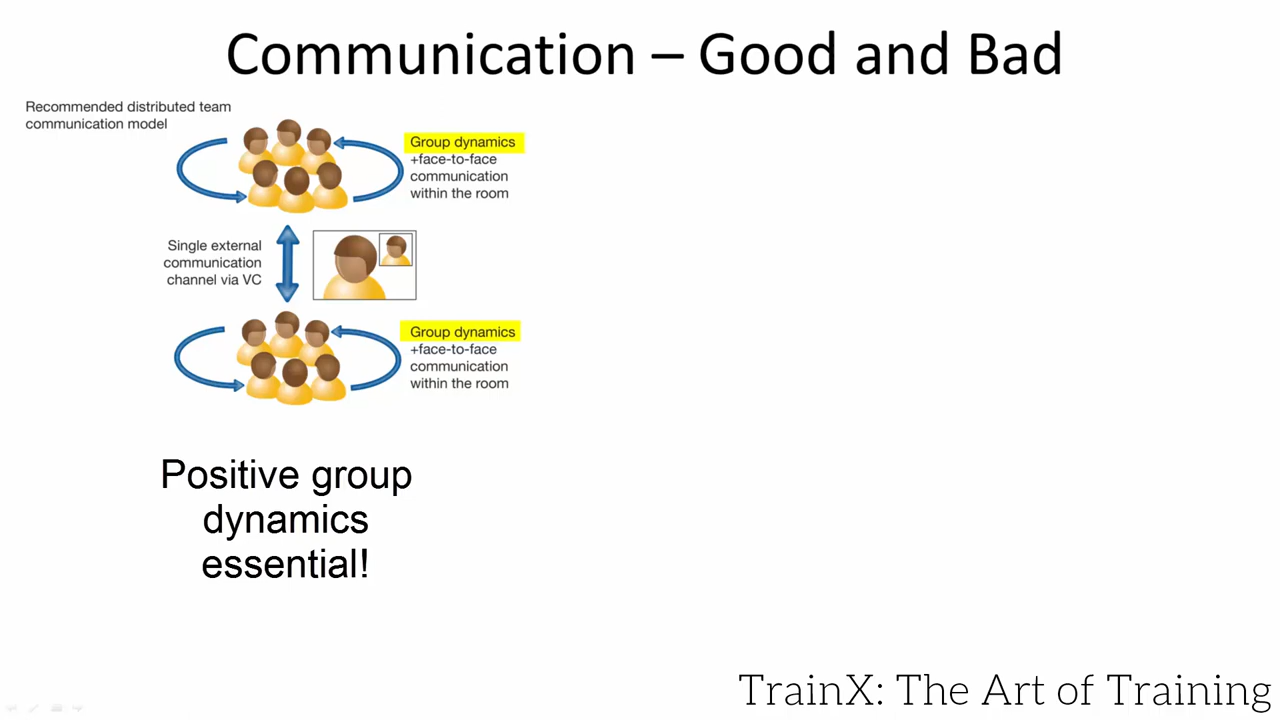 Communication – Good and Bad
Recommended distributed team
communication model
Group dynamics
+face-to-face
communication
within the room
Single external
communication
channel via VC
Group dynamics
+face-to-face
communication
within the room
Positive group
dynamics
essential!
TrainX: The Art of Training